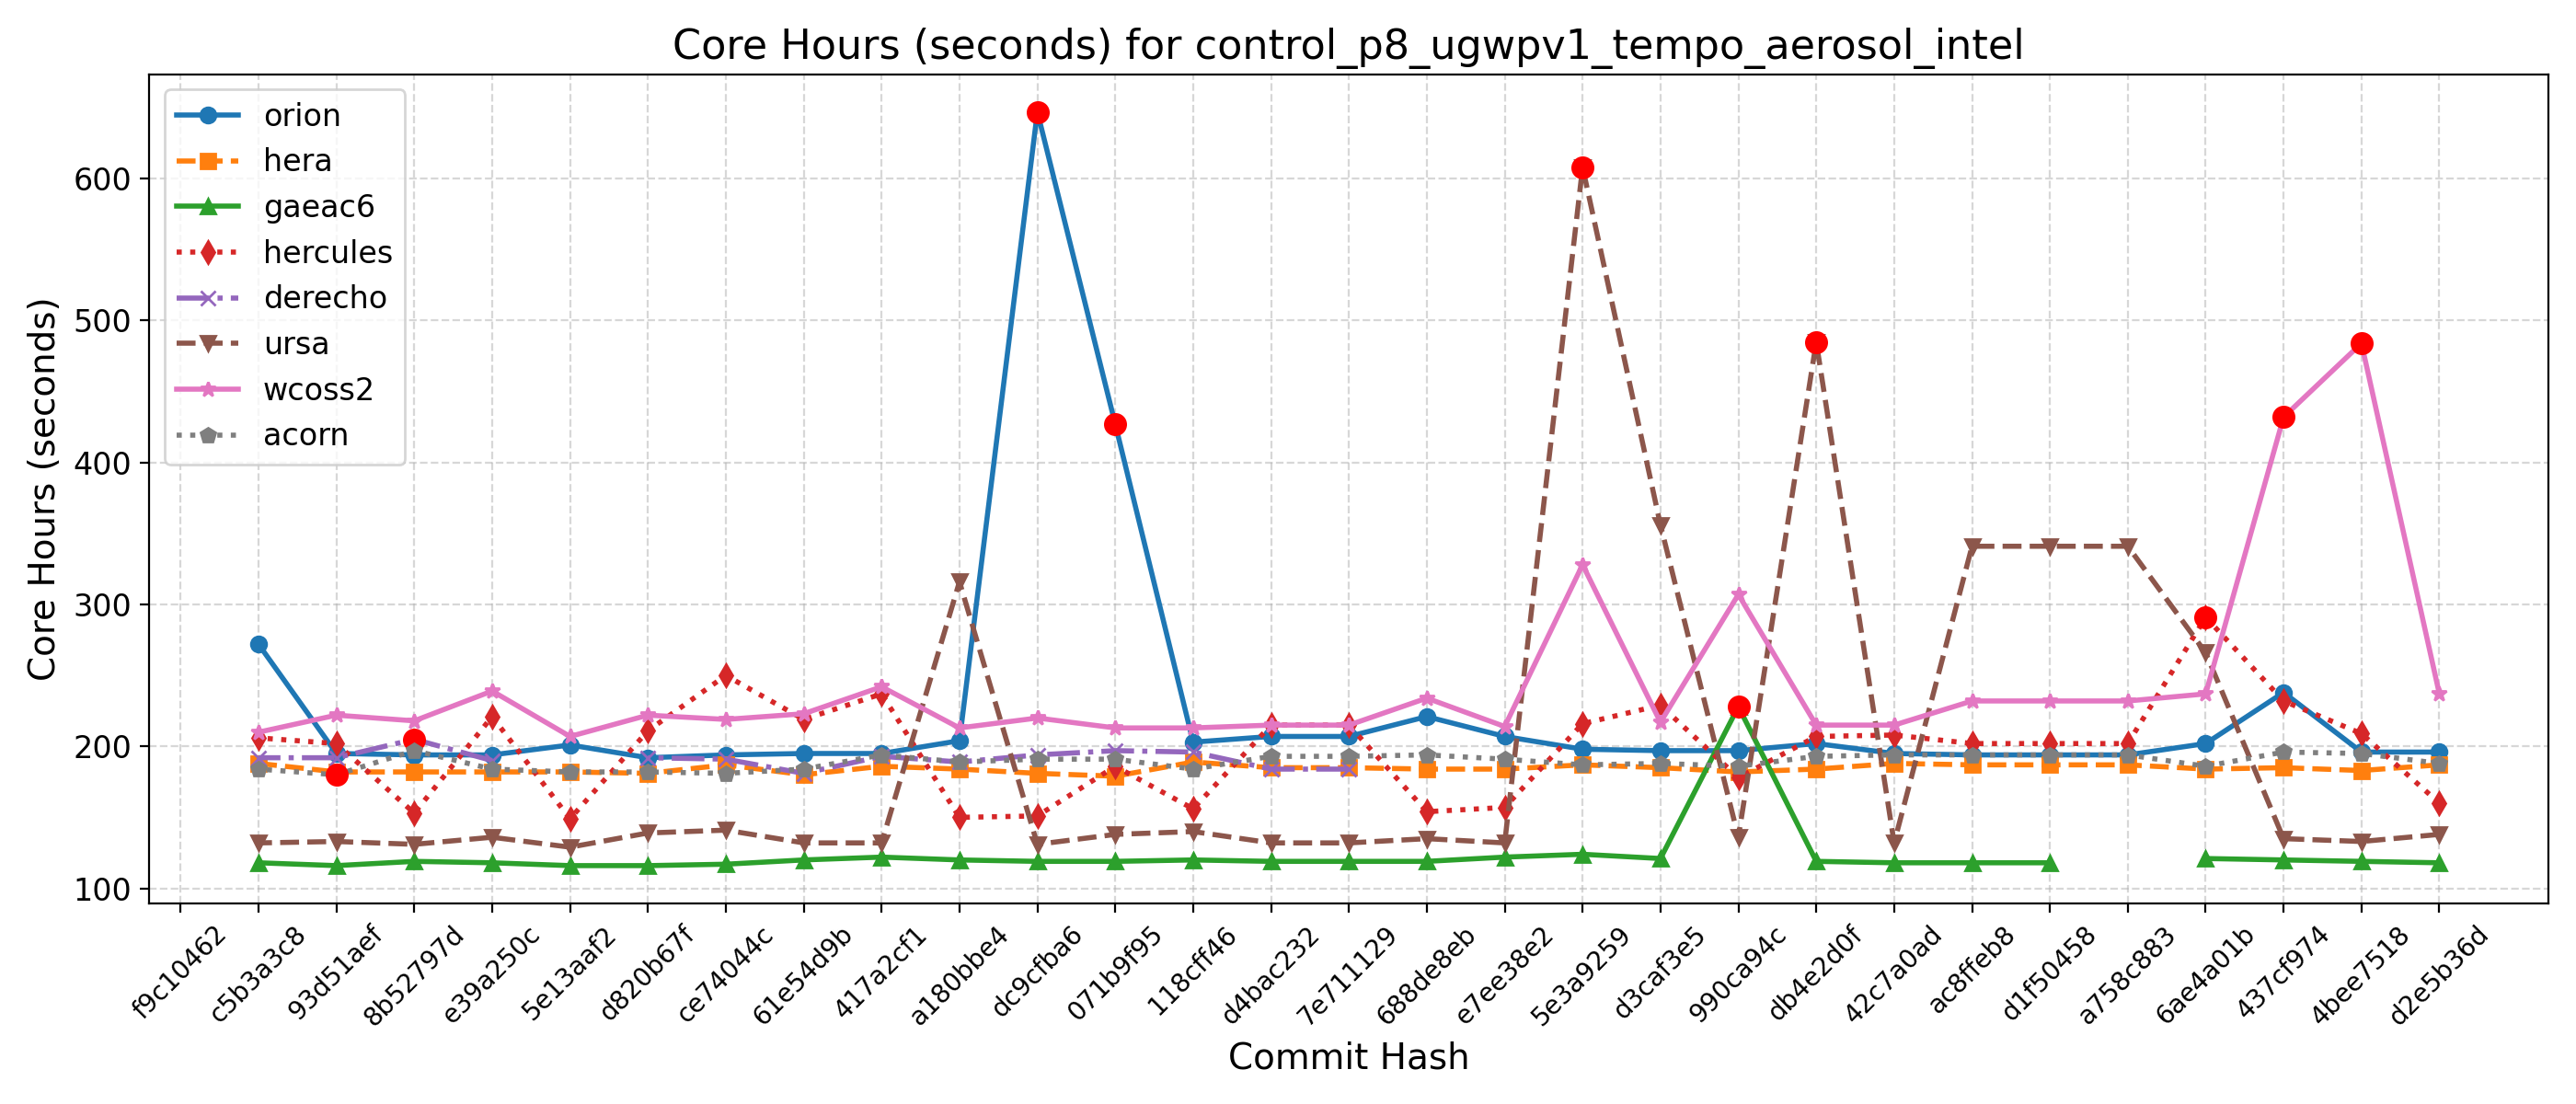 Core Hours (seconds) for control_p8_ugwpv1_tempo_aerosol_intel
Core Hours (seconds)
600
500
400
300
200
100
orion
hera
gaeac6
hercules
derecho
ursa
wcoss2
acorn
f9c10462
c5b3a3c8
93d51aef
8b52797d
e39a250c
5e13aaf2
d820b67f
ce74044c
61e54d9b
417a2cf1
a180bbe4
dc9cfba6
071b9f95
118cff46
d4bac232
7e711129
688de8eb
e7ee38e2
5e3a9259
d3caf3e5
990ca94c
db4e2d0f
42c7a0ad
ac8ffeb8
d1f50458
a758c883
6ae4a01b
437cf974
4bee7518
d2e5b36d
Commit Hash